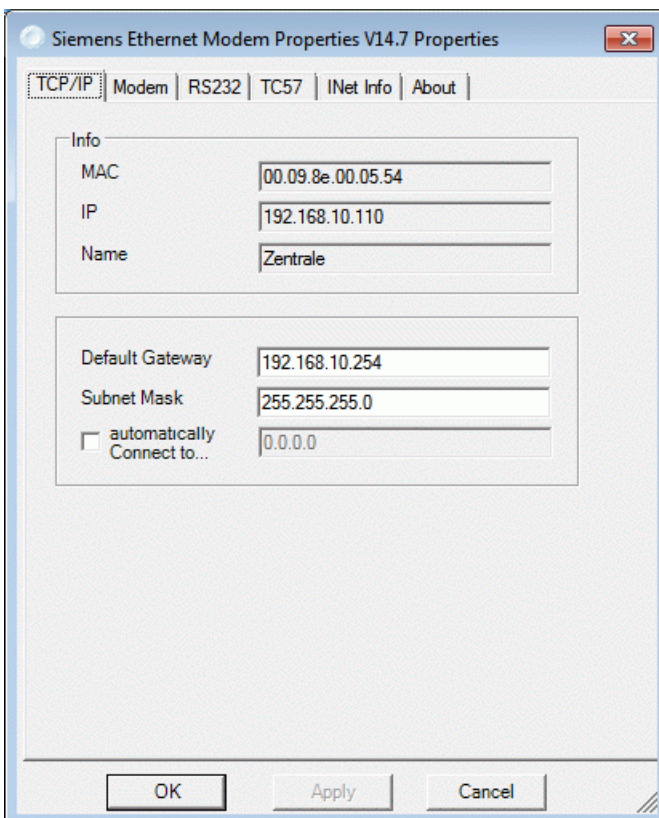 Siemens Ethernet Modem Properties V14.7 Properties
TCP/IP Modem RS232 TC57 INet Info About
Info
MAC 00.09.8e.00.05.54
IP 192.168.10.110
Name Zentrale
Default Gateway 192.168.10.254
Subnet Mask 255.255.255.0
automatically
Connect to... 0.0.0.0
OK Apply Cancel